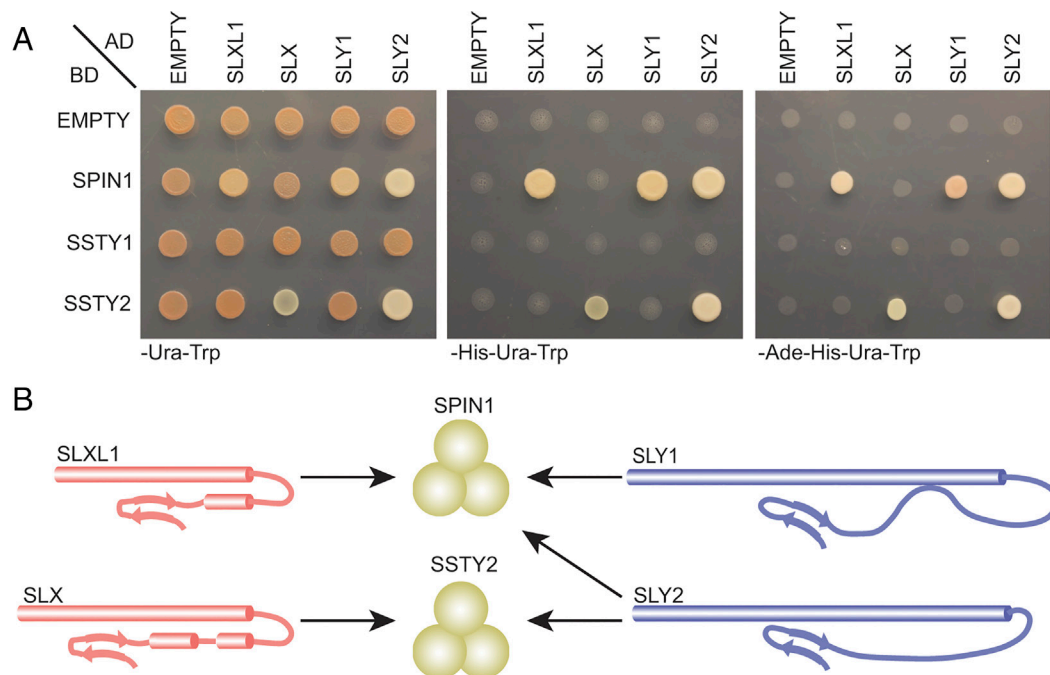 A
AD
BD
EMPTY
SLXL1
SLX
SLY1
SLY2
EMPTY
SLXL1
SLX
SLY1
SLY2
EMPTY
SLXL1
SLX
SLY1
SLY2
EMPTY
SPIN1
SSTY1
SSTY2
-Ura-Trp
-His-Ura-Trp
-Ade-His-Ura-Trp
B
SPIN1
SLXL1
SLY1
SSTY2
SLX
SLY2